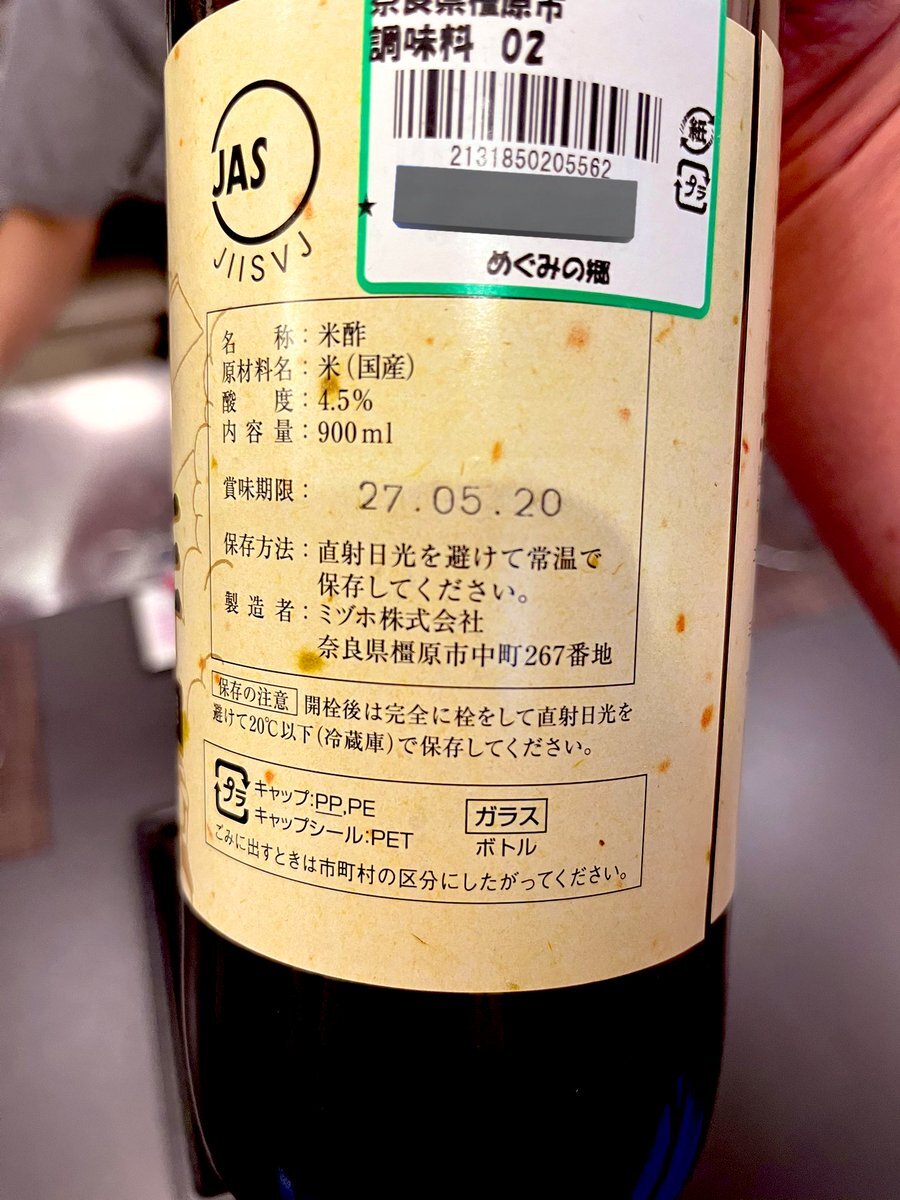 奈良県橿原市
調味料 02
2131850205562
紙
プラ
めぐみの郷
JAS
JIISVJ
名　　称：米酢
原材料名：米（国産）
酸　　度：4.5%
内 容 量：900ml
賞味期限：　27.05.20
保存方法：直射日光を避けて常温で
保存してください。
製 造 者：ミヅホ株式会社
奈良県橿原市中町267番地
保存の注意 開栓後は完全に栓をして直射日光を
避けて20℃以下（冷蔵庫）で保存してください。
プラ
キャップ:PP,PE
キャップシール:PET
ガラス
ボトル
ごみに出すときは市町村の区分にしたがってください。